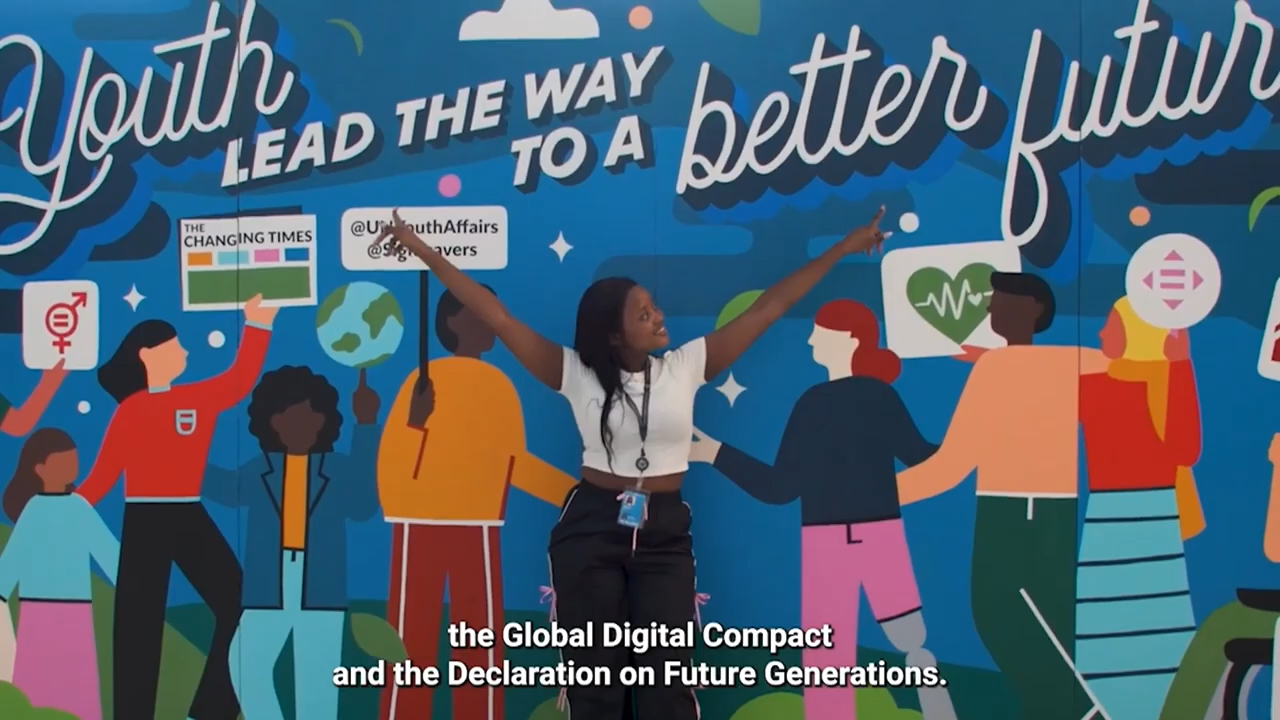 Youth
LEAD THE WAY
TO A
better
THE
CHANGING TIMES
the Global Digital Compact
and the Declaration on Future Generations.